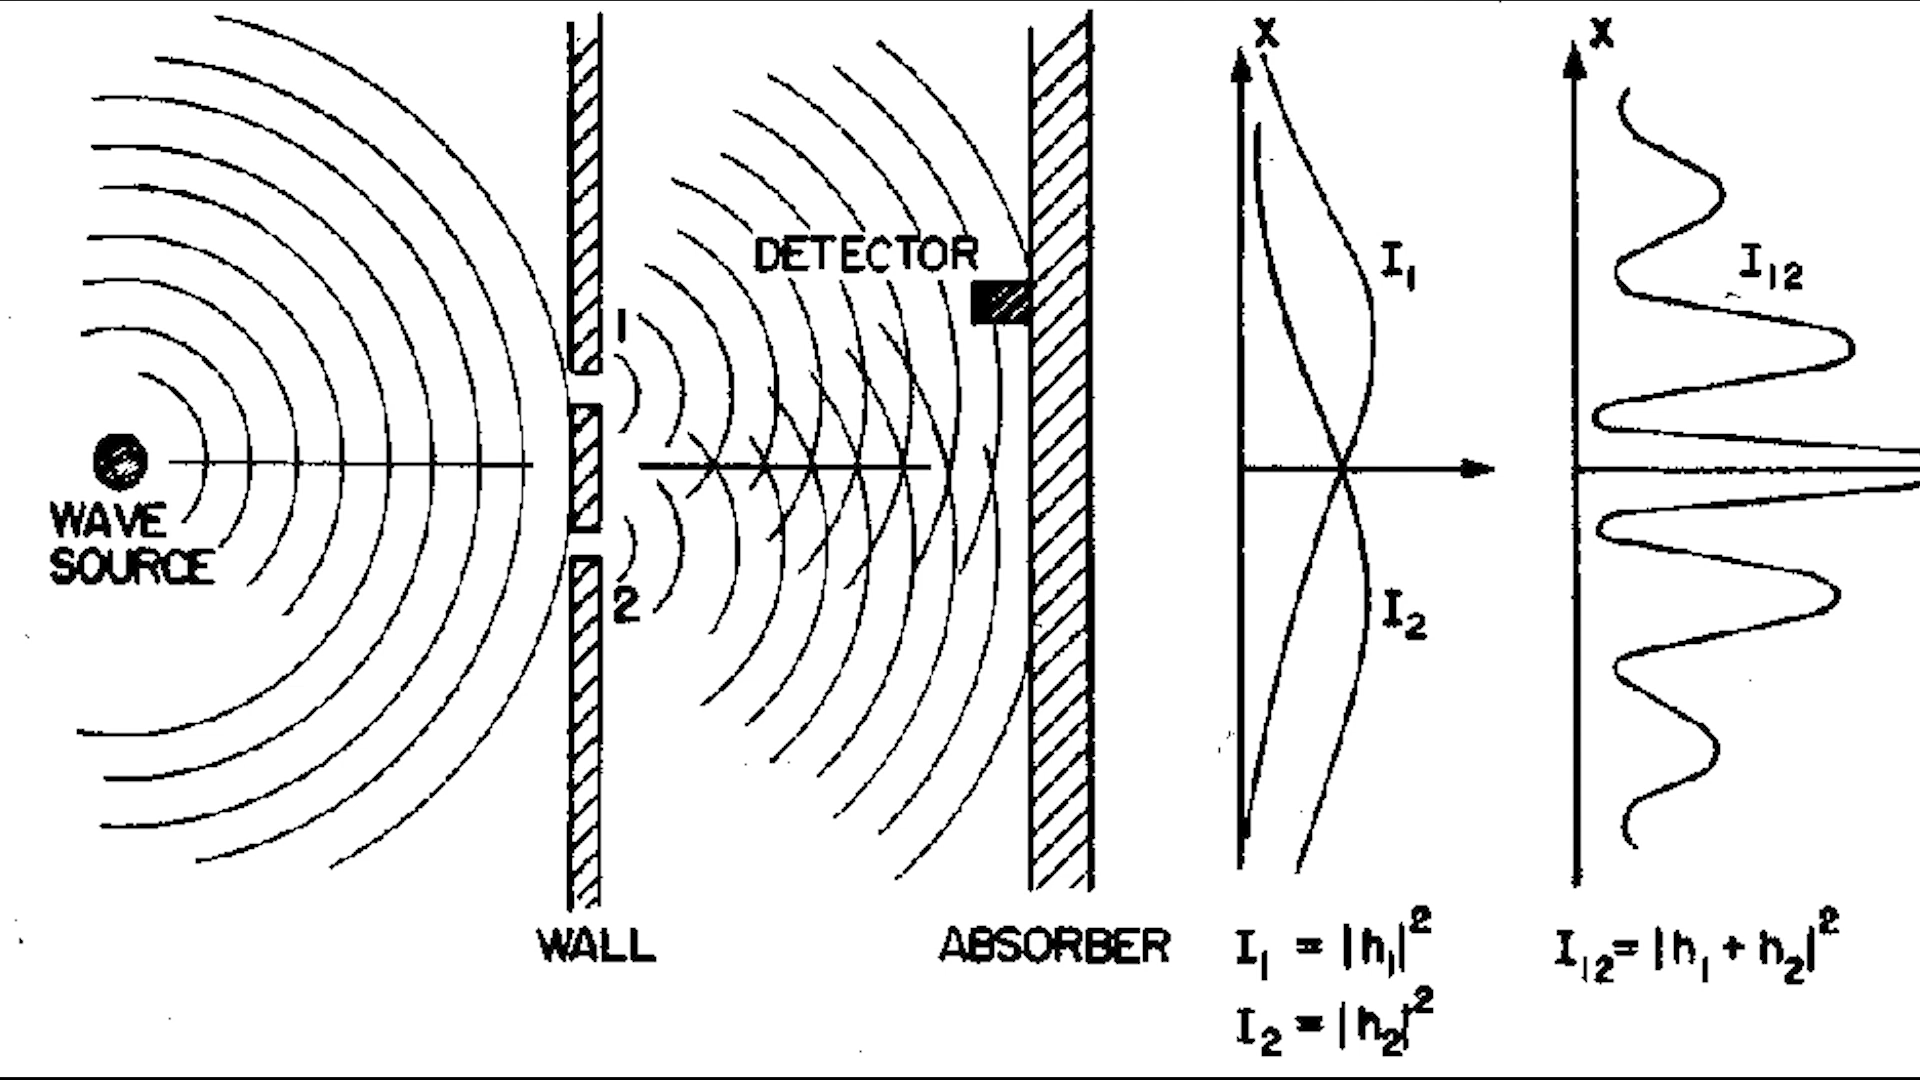 X
X
DETECTOR
I₁
I₁₂
1
WAVE
SOURCE
2
I₂
WALL
ABSORBER
I₁ = |h₁|²
I₂ = |h₂|²
I₁₂ = |h₁ + h₂|²